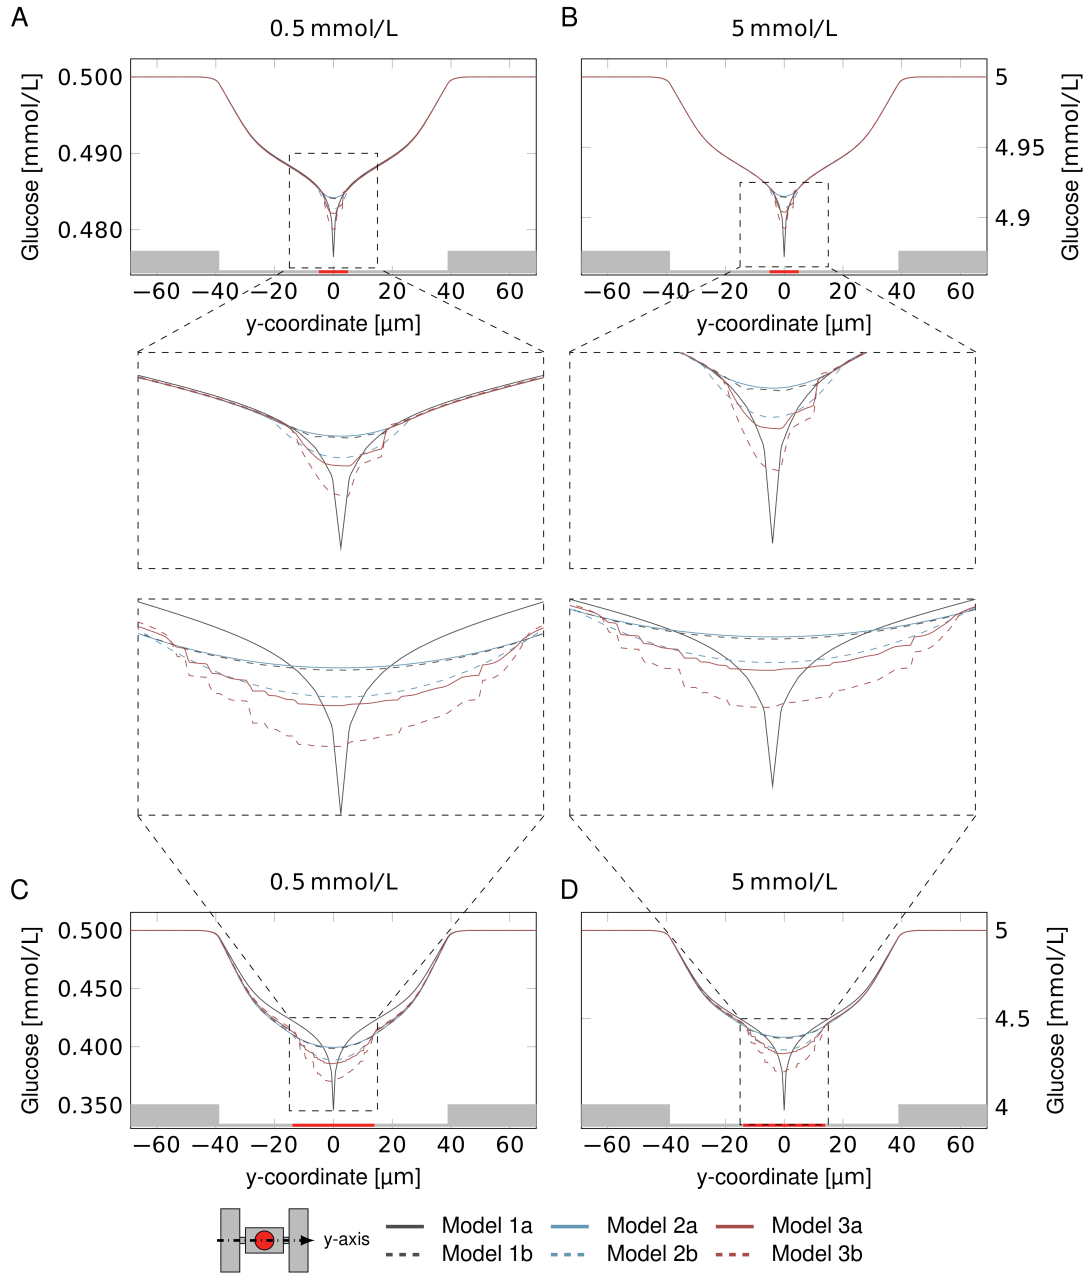 A
0.5 mmol/L
B
5 mmol/L
Glucose [mmol/L]
0.500
0.490
0.480
5
4.95
4.9
Glucose [mmol/L]
−60 −40 −20 0 20 40 60
−60 −40 −20 0 20 40 60
y-coordinate [µm]
y-coordinate [µm]
C
0.5 mmol/L
D
5 mmol/L
Glucose [mmol/L]
0.500
0.450
0.400
0.350
5
4.5
4
Glucose [mmol/L]
−60 −40 −20 0 20 40 60
−60 −40 −20 0 20 40 60
y-coordinate [µm]
y-coordinate [µm]
y-axis
Model 1a Model 2a Model 3a
Model 1b Model 2b Model 3b